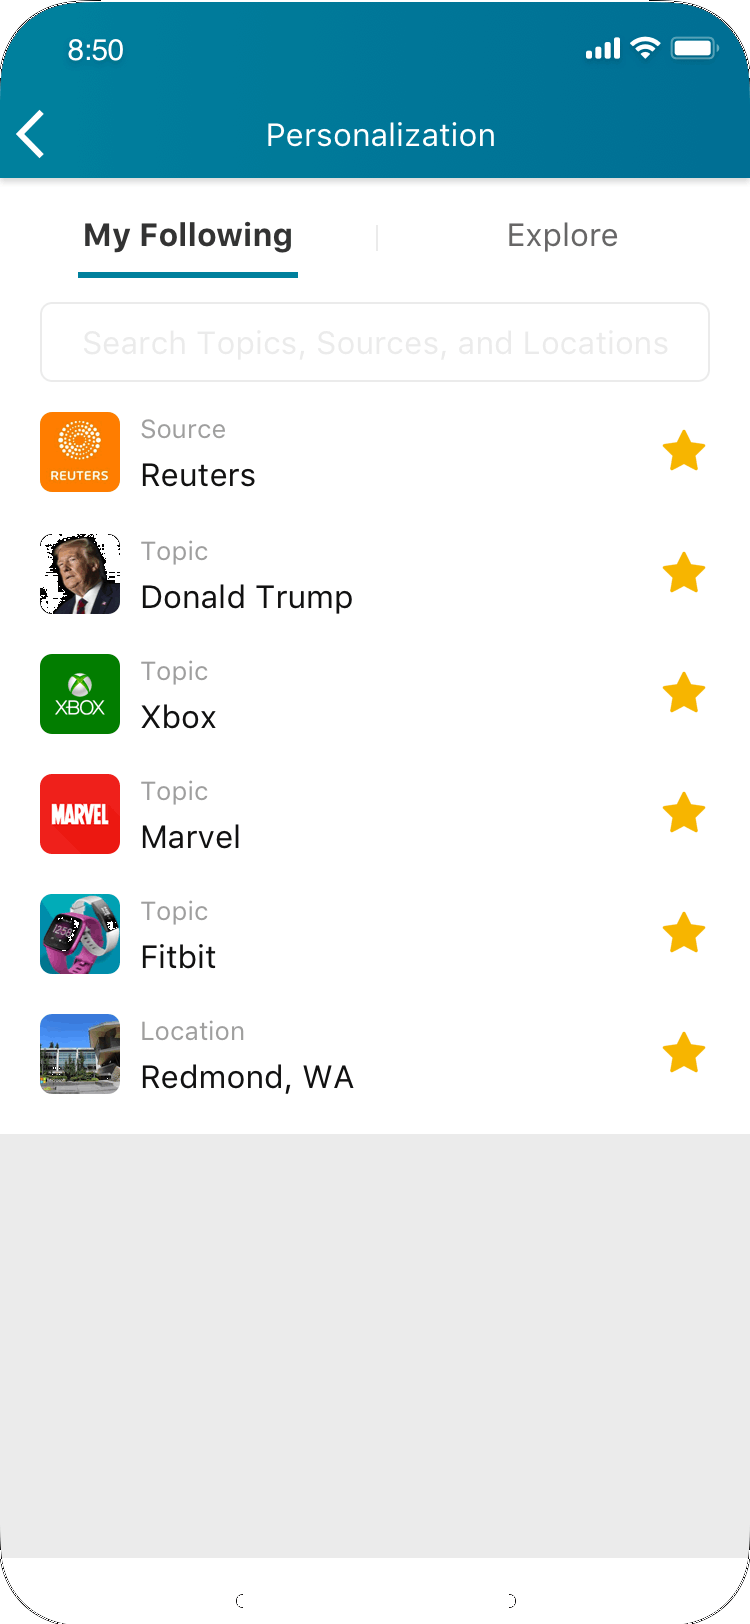 8:50
Personalization
My Following
Explore
Search Topics, Sources, and Locations
Source
REUTERS
Reuters
Topic
Donald Trump
Topic
XBOX
Xbox
Topic
MARVEL
Marvel
Topic
Fitbit
Location
Redmond, WA